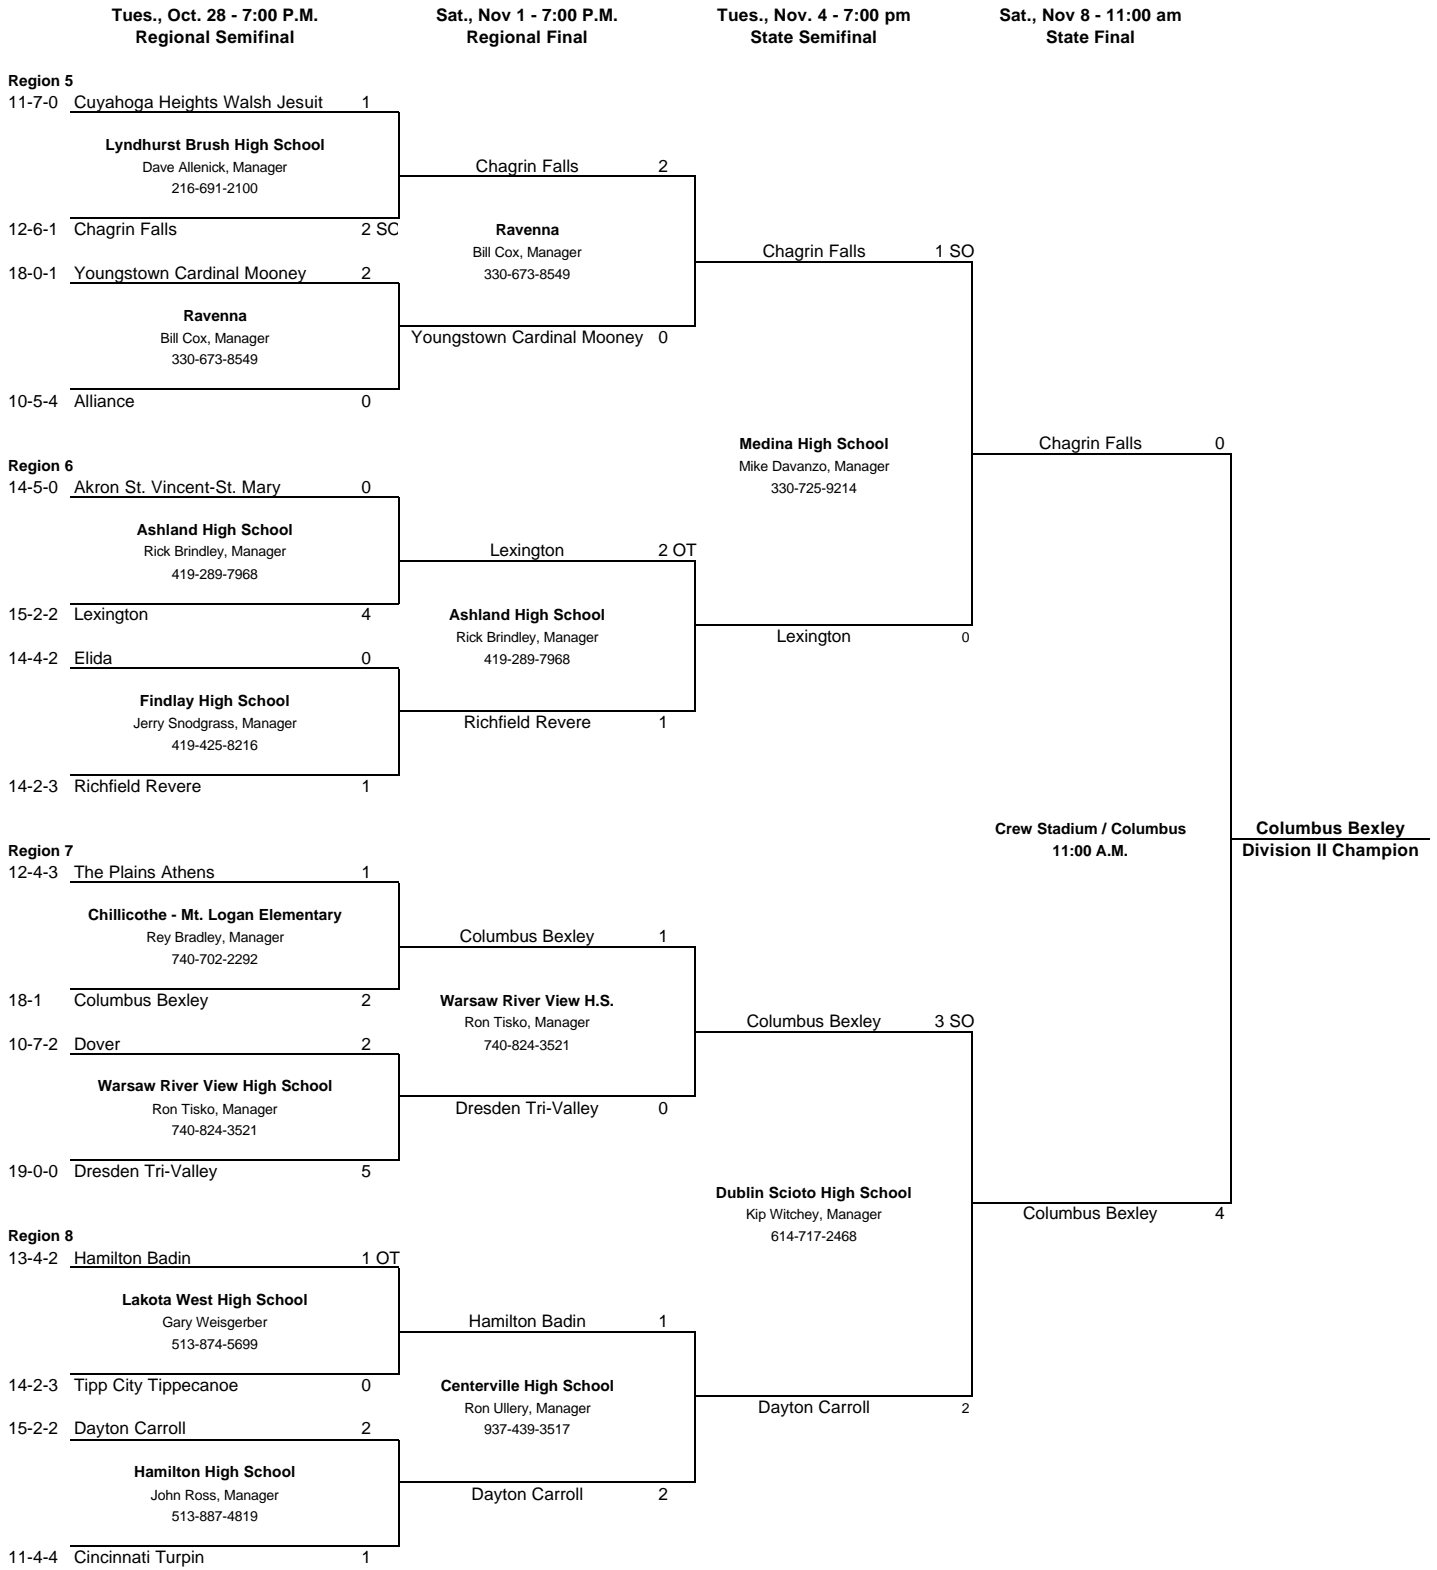 Tues., Oct. 28 - 7:00 P.M.
Regional Semifinal
Sat., Nov 1 - 7:00 P.M.
Regional Final
Tues., Nov. 4 - 7:00 pm
State Semifinal
Sat., Nov 8 - 11:00 am
State Final
Region 5
11-7-0 Cuyahoga Heights Walsh Jesuit 1
Lyndhurst Brush High School
Dave Allenick, Manager
216-691-2100
12-6-1 Chagrin Falls 2 SO
18-0-1 Youngstown Cardinal Mooney 2
Ravenna
Bill Cox, Manager
330-673-8549
10-5-4 Alliance 0
Region 6
14-5-0 Akron St. Vincent-St. Mary 0
Ashland High School
Rick Brindley, Manager
419-289-7968
15-2-2 Lexington 4
14-4-2 Elida 0
Findlay High School
Jerry Snodgrass, Manager
419-425-8216
14-2-3 Richfield Revere 1
Region 7
12-4-3 The Plains Athens 1
Chillicothe - Mt. Logan Elementary
Rey Bradley, Manager
740-702-2292
18-1 Columbus Bexley 2
10-7-2 Dover 2
Warsaw River View High School
Ron Tisko, Manager
740-824-3521
19-0-0 Dresden Tri-Valley 5
Region 8
13-4-2 Hamilton Badin 1 OT
Lakota West High School
Gary Weisgerber
513-874-5699
14-2-3 Tipp City Tippecanoe 0
15-2-2 Dayton Carroll 2
Hamilton High School
John Ross, Manager
513-887-4819
11-4-4 Cincinnati Turpin 1
Chagrin Falls 2
Ravenna
Bill Cox, Manager
330-673-8549
Youngstown Cardinal Mooney 0
Lexington 2 OT
Ashland High School
Rick Brindley, Manager
419-289-7968
Richfield Revere 1
Columbus Bexley 1
Warsaw River View H.S.
Ron Tisko, Manager
740-824-3521
Dresden Tri-Valley 0
Hamilton Badin 1
Centerville High School
Ron Ullery, Manager
937-439-3517
Dayton Carroll 2
Chagrin Falls 1 SO
Medina High School
Mike Davanzo, Manager
330-725-9214
Lexington 0
Columbus Bexley 3 SO
Dublin Scioto High School
Kip Witchey, Manager
614-717-2468
Dayton Carroll 2
Chagrin Falls 0
Crew Stadium / Columbus
11:00 A.M.
Columbus Bexley 4
Columbus Bexley
Division II Champion